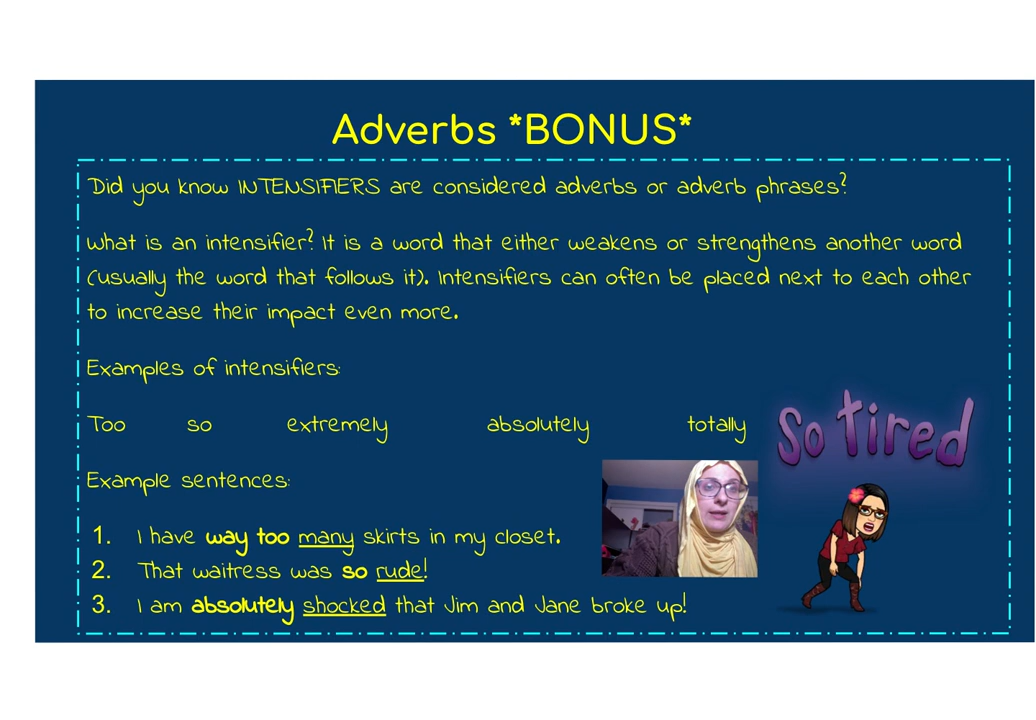 Adverbs *BONUS*
Did you know INTENSIFIERS are considered adverbs or adverb phrases?
What is an intensifier? It is a word that either weakens or strengthens another word
(usually the word that follows it). Intensifiers can often be placed next to each other
to increase their impact even more.
Examples of intensifiers:
Too so extremely absolutely totally
So tired
Example sentences:
1. I have way too many skirts in my closet.
2. That waitress was so rude!
3. I am absolutely shocked that Jim and Jane broke up!